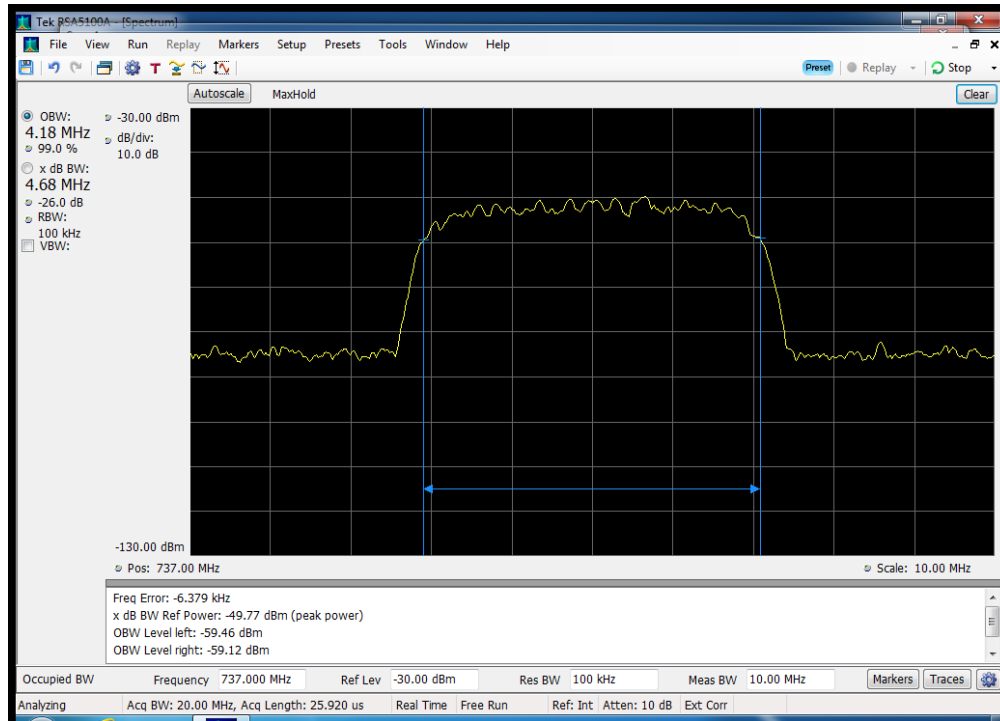 Tek RSA5100A - [Spectrum]
File View Run Replay Markers Setup Presets Tools Window Help
T Preset Replay Stop
Autoscale MaxHold Clear
OBW:
4.18 MHz
99.0 %
x dB BW:
4.68 MHz
-26.0 dB
RBW:
100 kHz
VBW:
-30.00 dBm
dB/div:
10.0 dB
-130.00 dBm
Pos: 737.00 MHz Scale: 10.00 MHz
Freq Error: -6.379 kHz
x dB BW Ref Power: -49.77 dBm (peak power)
OBW Level left: -59.46 dBm
OBW Level right: -59.12 dBm
Occupied BW Frequency 737.000 MHz Ref Lev -30.00 dBm Res BW 100 kHz Meas BW 10.00 MHz Markers Traces
Analyzing Acq BW: 20.00 MHz, Acq Length: 25.920 us Real Time Free Run Ref: Int Atten: 10 dB Ext Corr